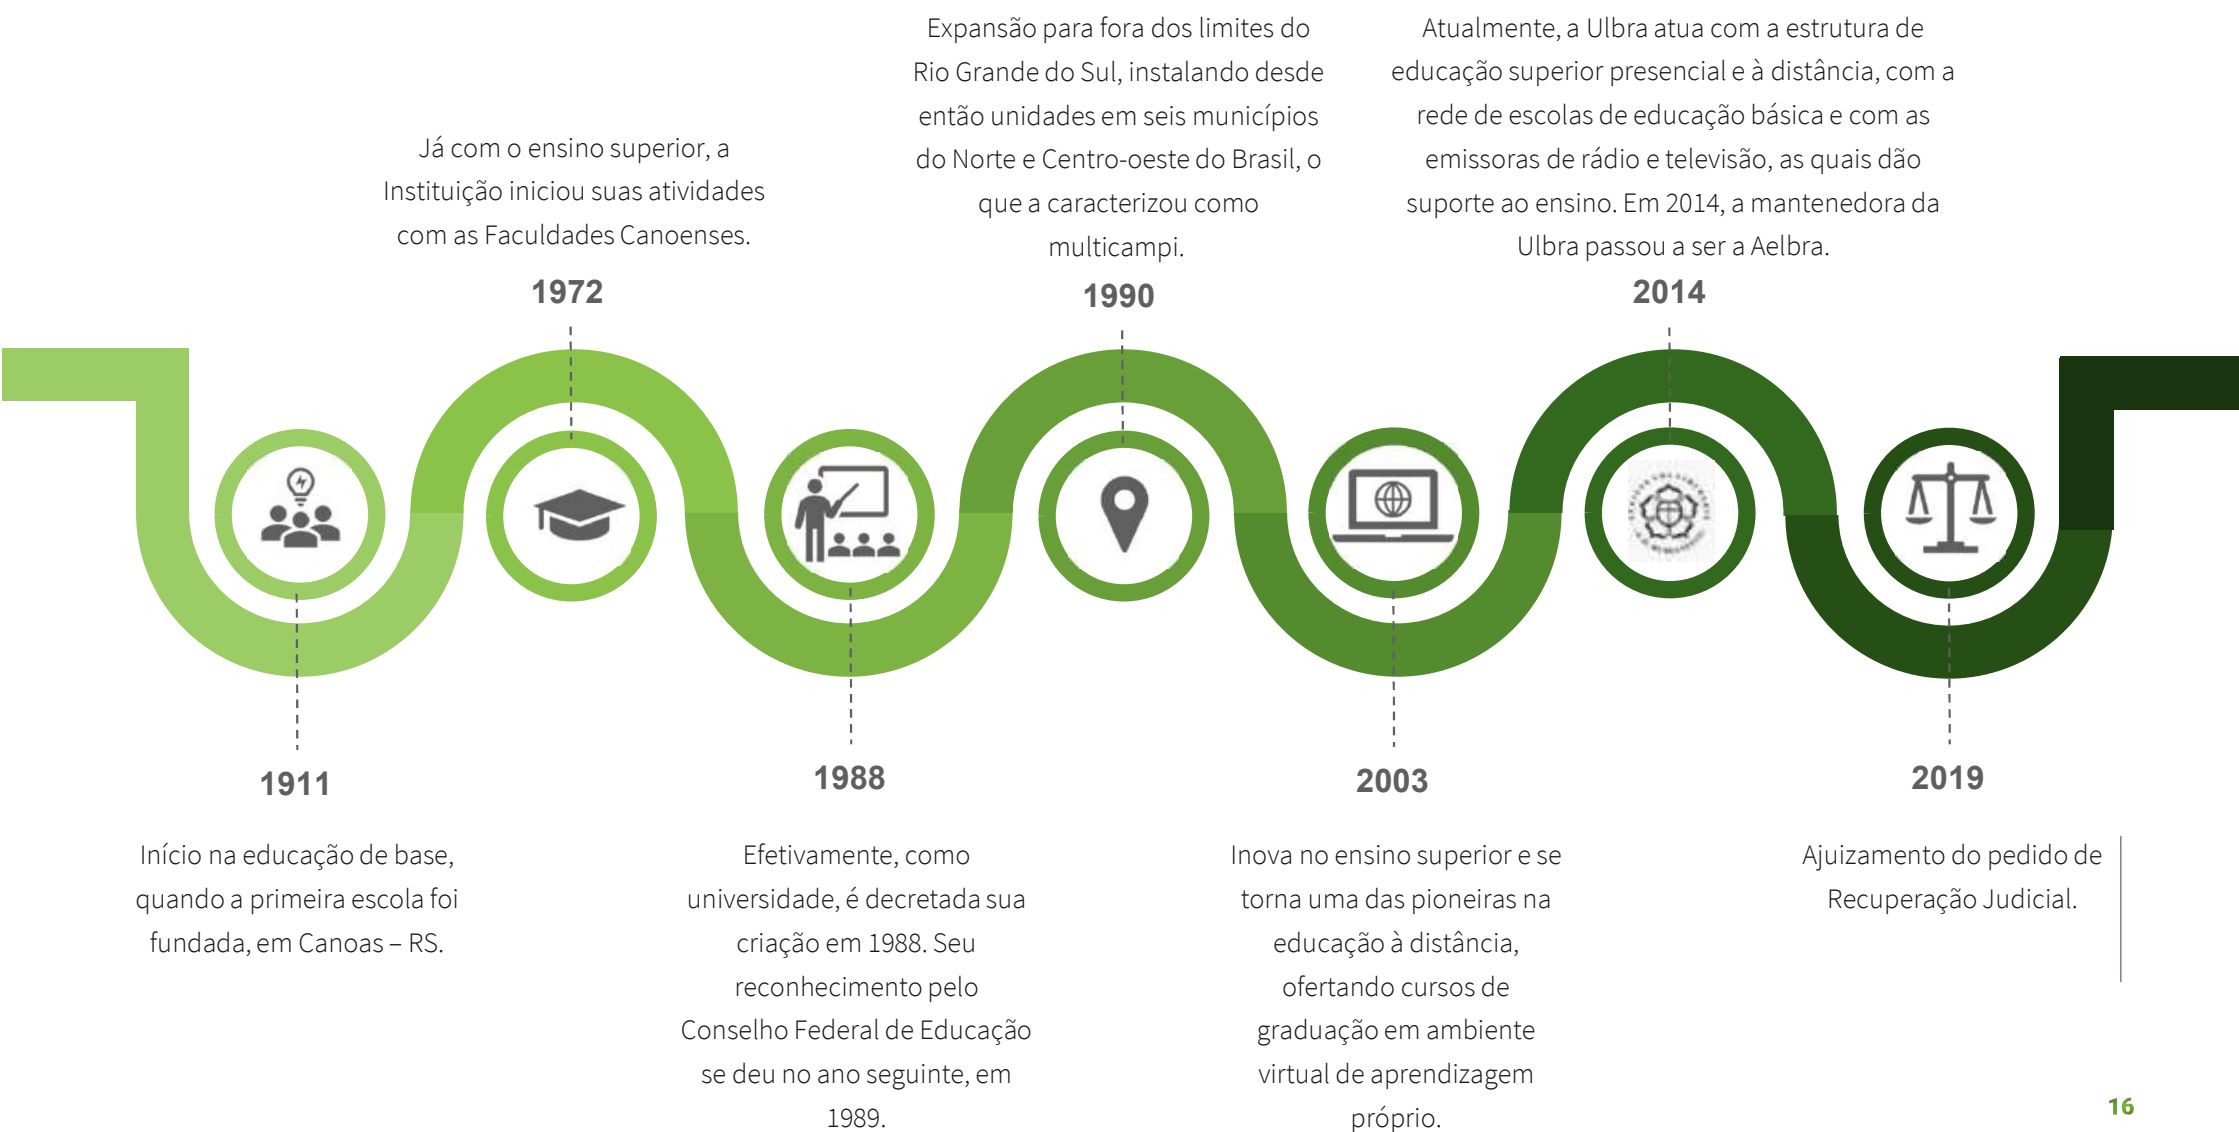 Início na educação de base,
quando a primeira escola foi
fundada, em Canoas – RS.
1911
Já com o ensino superior, a
Instituição iniciou suas atividades
com as Faculdades Canoenses.
1972
1988
Efetivamente, como
universidade, é decretada sua
criação em 1988. Seu
reconhecimento pelo
Conselho Federal de Educação
se deu no ano seguinte, em
1989.
Expansão para fora dos limites do
Rio Grande do Sul, instalando desde
então unidades em seis municípios
do Norte e Centro-oeste do Brasil, o
que a caracterizou como
multicampi.
1990
2003
Inova no ensino superior e se
torna uma das pioneiras na
educação à distância,
ofertando cursos de
graduação em ambiente
virtual de aprendizagem
próprio.
Atualmente, a Ulbra atua com a estrutura de
educação superior presencial e à distância, com a
rede de escolas de educação básica e com as
emissoras de rádio e televisão, as quais dão
suporte ao ensino. Em 2014, a mantenedora da
Ulbra passou a ser a Aelbra.
2014
2019
Ajuizamento do pedido de
Recuperação Judicial.
16